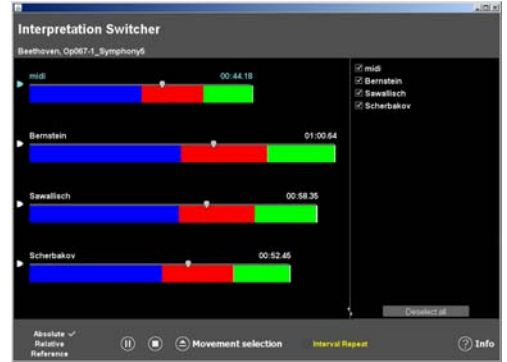 Interpretation Switcher
Beethoven, Op067-1_Symphony5
midi 00:44.18
Bernstein 01:00.64
Sawallisch 00:58.35
Scherbakov 00:52.45
midi
Bernstein
Sawallisch
Scherbakov
Deselect all
Absolute
Relative
Reference
Movement selection
Interval Repeat
? Info